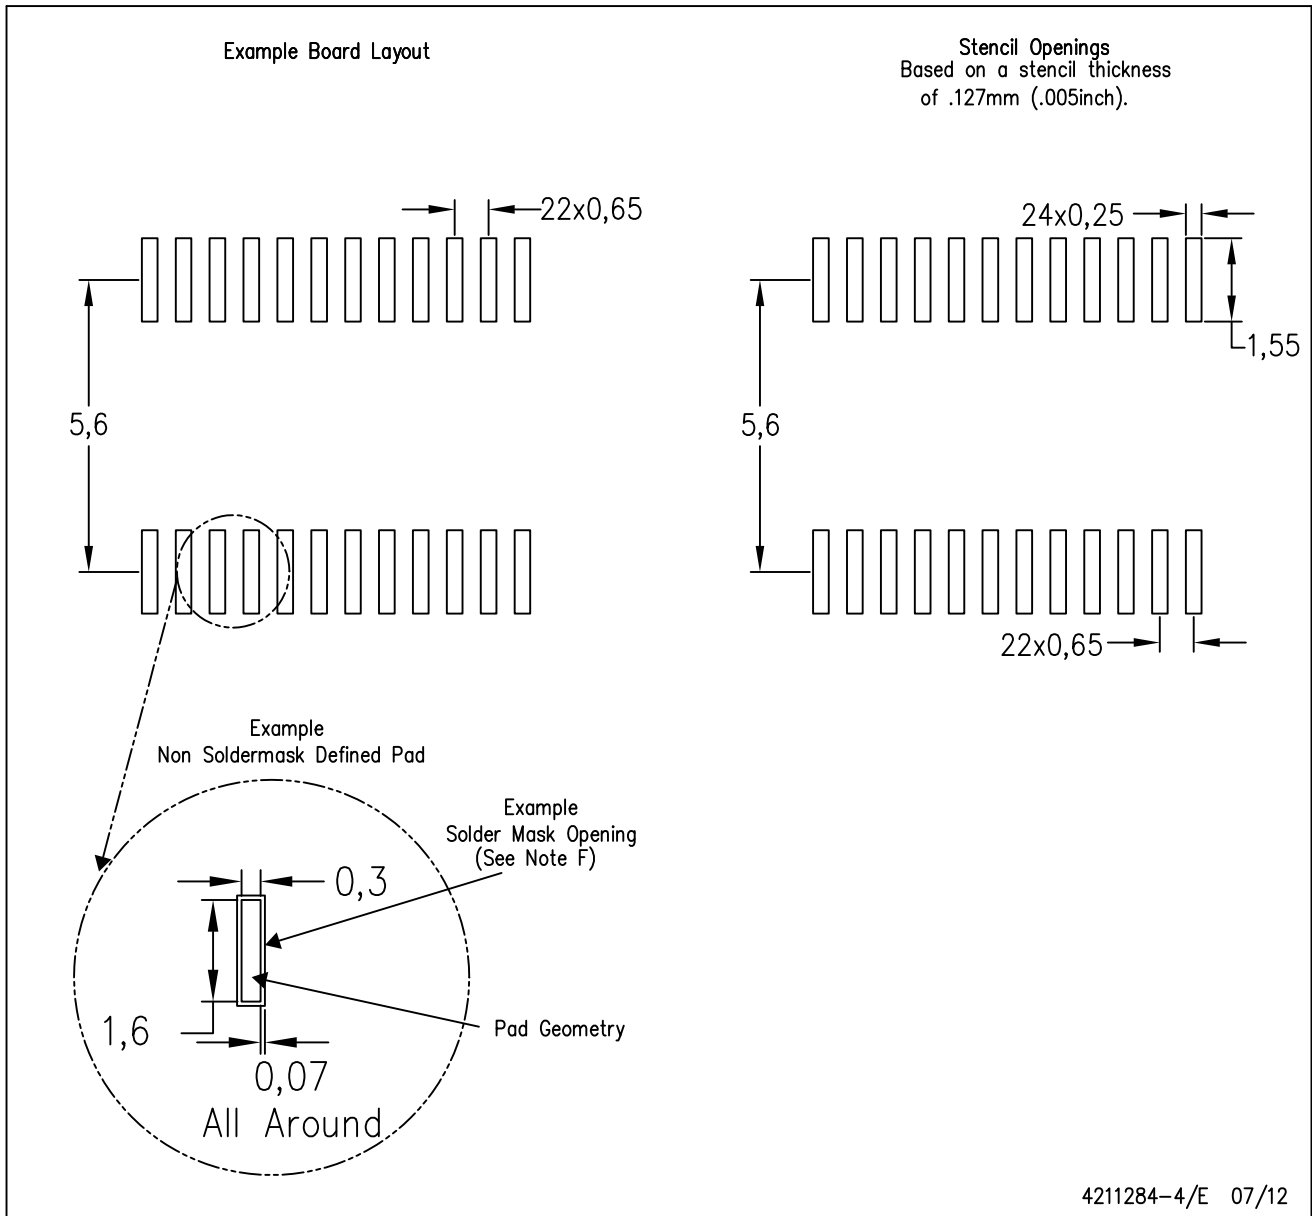 Example Board Layout
Stencil Openings
Based on a stencil thickness
of .127mm (.005inch).
22x0,65
24x0,25
1,55
5,6
5,6
22x0,65
Example
Non Soldermask Defined Pad
Example
Solder Mask Opening
(See Note F)
0,3
1,6
Pad Geometry
0,07
All Around
4211284-4/E 07/12